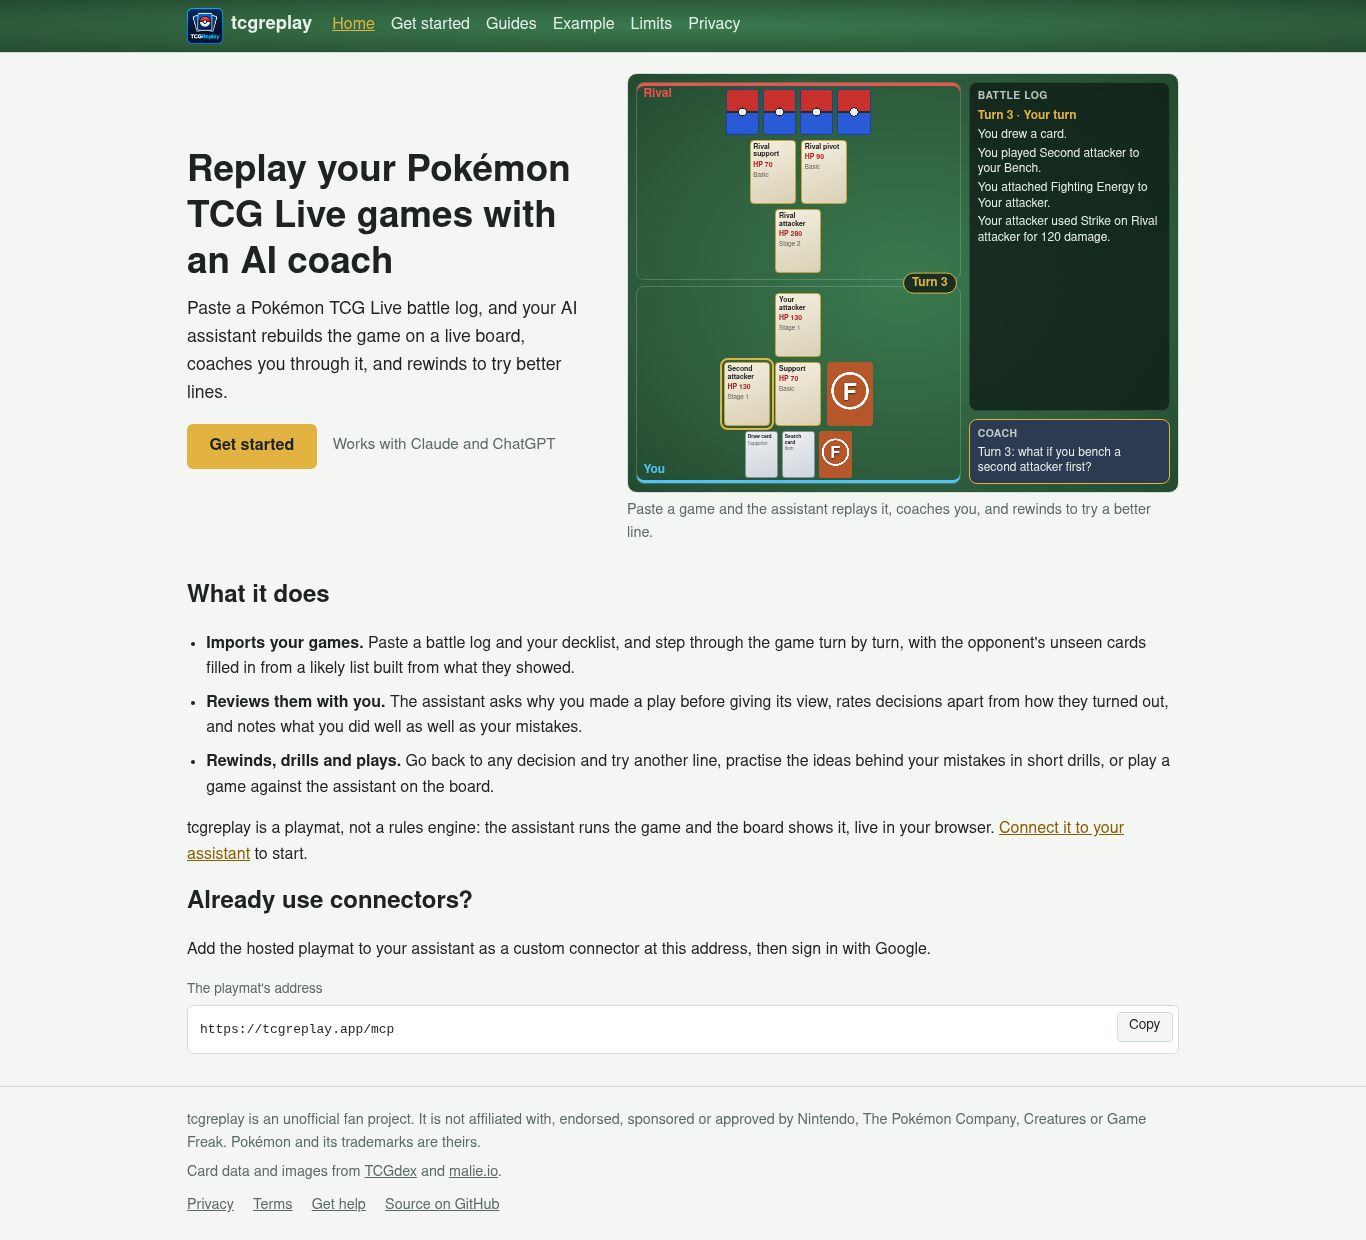 TCGReplay
tcgreplay
Home
Get started
Guides
Example
Limits
Privacy
Replay your Pokémon
TCG Live games with
an AI coach
Paste a Pokémon TCG Live battle log, and your AI
assistant rebuilds the game on a live board,
coaches you through it, and rewinds to try better
lines.
Get started
Works with Claude and ChatGPT
Rival
Rival
support
HP 70
Basic
Rival pivot
HP 90
Basic
Rival
attacker
HP 280
Stage 2
Turn 3
Your
attacker
HP 130
Stage 1
Second
attacker
HP 130
Stage 1
Support
HP 70
Basic
F
Draw card
Supporter
Search
card
Item
F
You
BATTLE LOG
Turn 3 · Your turn
You drew a card.
You played Second attacker to
your Bench.
You attached Fighting Energy to
Your attacker.
Your attacker used Strike on Rival
attacker for 120 damage.
COACH
Turn 3: what if you bench a
second attacker first?
Paste a game and the assistant replays it, coaches you, and rewinds to try a better
line.
What it does
• Imports your games. Paste a battle log and your decklist, and step through the game turn by turn, with the opponent's unseen cards
filled in from a likely list built from what they showed.
• Reviews them with you. The assistant asks why you made a play before giving its view, rates decisions apart from how they turned out,
and notes what you did well as well as your mistakes.
• Rewinds, drills and plays. Go back to any decision and try another line, practise the ideas behind your mistakes in short drills, or play a
game against the assistant on the board.
tcgreplay is a playmat, not a rules engine: the assistant runs the game and the board shows it, live in your browser. Connect it to your
assistant to start.
Already use connectors?
Add the hosted playmat to your assistant as a custom connector at this address, then sign in with Google.
The playmat's address
https://tcgreplay.app/mcp
Copy
tcgreplay is an unofficial fan project. It is not affiliated with, endorsed, sponsored or approved by Nintendo, The Pokémon Company, Creatures or Game
Freak. Pokémon and its trademarks are theirs.
Card data and images from TCGdex and malie.io.
Privacy
Terms
Get help
Source on GitHub